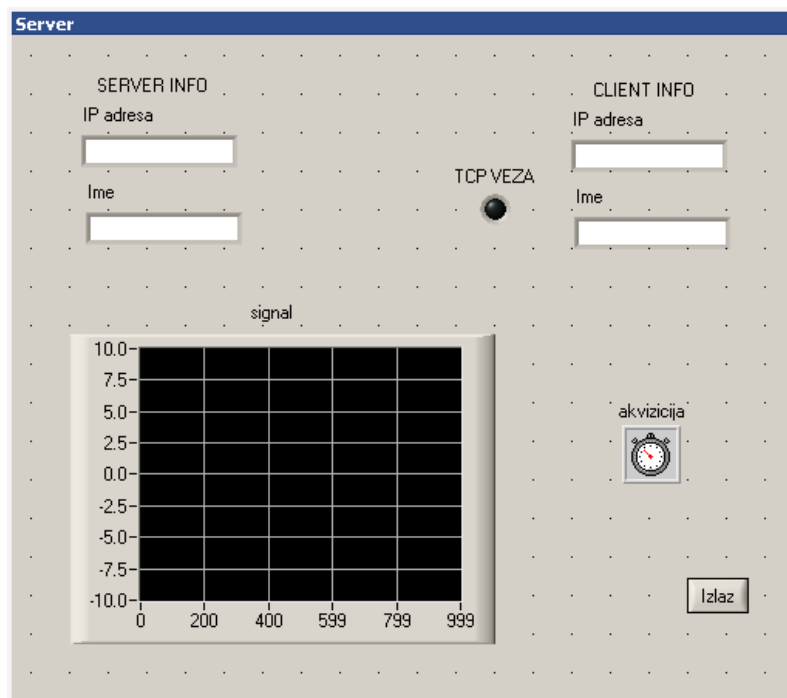 Server
SERVER INFO
IP adresa
Ime
CLIENT INFO
IP adresa
Ime
TCP VEZA
signal
10.0
7.5
5.0
2.5
0.0
-2.5
-5.0
-7.5
-10.0
0 200 400 599 799 999
akvizicija
Izlaz